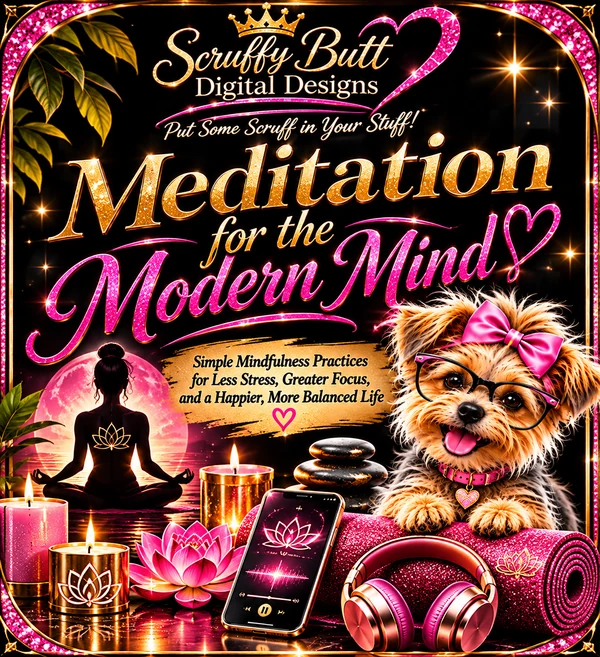 Scruffy Butt
Digital Designs
Put Some Scruff in Your Stuff!
Meditation
for the
Modern Mind
Simple Mindfulness Practices
for Less Stress, Greater Focus,
and a Happier, More Balanced Life